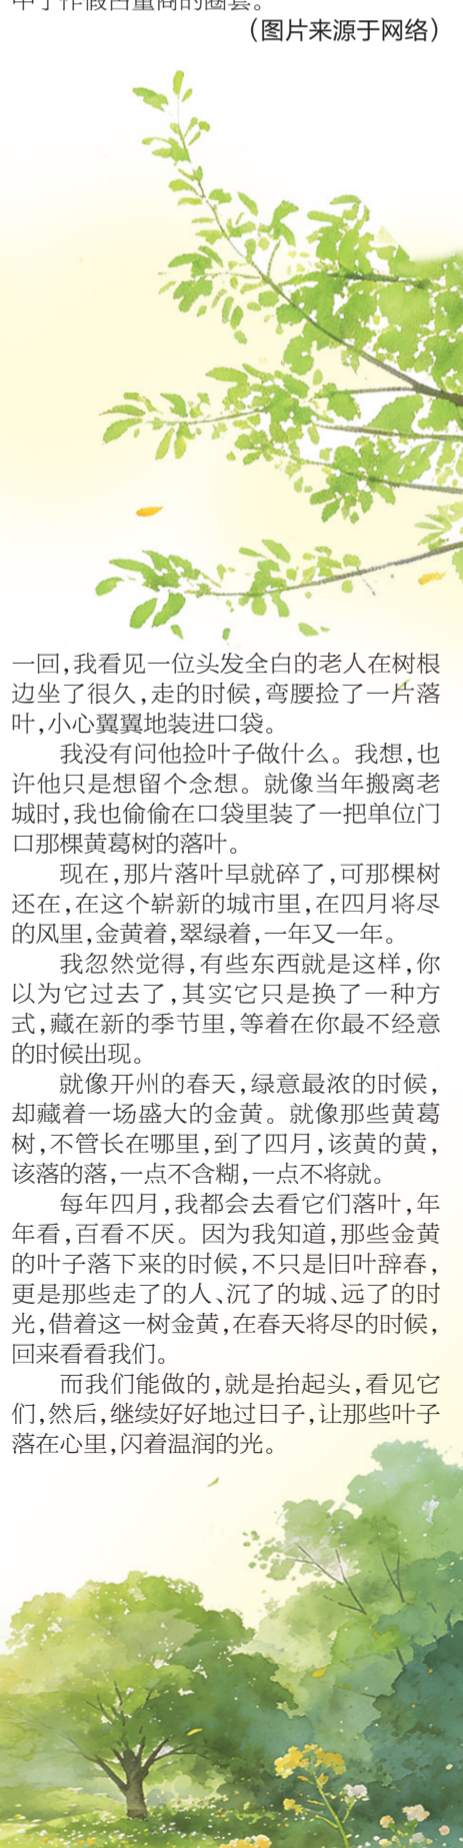 中了作假白重商的圈套。
（图片来源于网络）
一回,我看见一位头发全白的老人在树根
边坐了很久,走的时候,弯腰捡了一片落
叶,小心翼翼地装进口袋。
我没有问他捡叶子做什么。我想,也
许他只是想留个念想。就像当年搬离老
城时,我也偷偷在口袋里装了一把单位门
口那棵黄葛树的落叶。
现在,那片落叶早就碎了,可那棵树
还在,在这个崭新的城市里,在四月将尽
的风里,金黄着,翠绿着,一年又一年。
我忽然觉得,有些东西就是这样,你
以为它过去了,其实它只是换了一种方
式,藏在新的季节里,等着在你最不经意
的时候出现。
就像开州的春天,绿意最浓的时候,
却藏着一场盛大的金黄。就像那些黄葛
树,不管长在哪里,到了四月,该黄的黄,
该落的落,一点不含糊,一点不将就。
每年四月,我都会去看它们落叶,年
年看,百看不厌。因为我知道,那些金黄
的叶子落下来的时候,不只是旧叶辞春,
更是那些走了的人、沉了的城、远了的时
光,借着这一树金黄,在春天将尽的时候,
回来看看我们。
而我们能做的,就是抬起头,看见它
们,然后,继续好好地过日子,让那些叶子
落在心里,闪着温润的光。